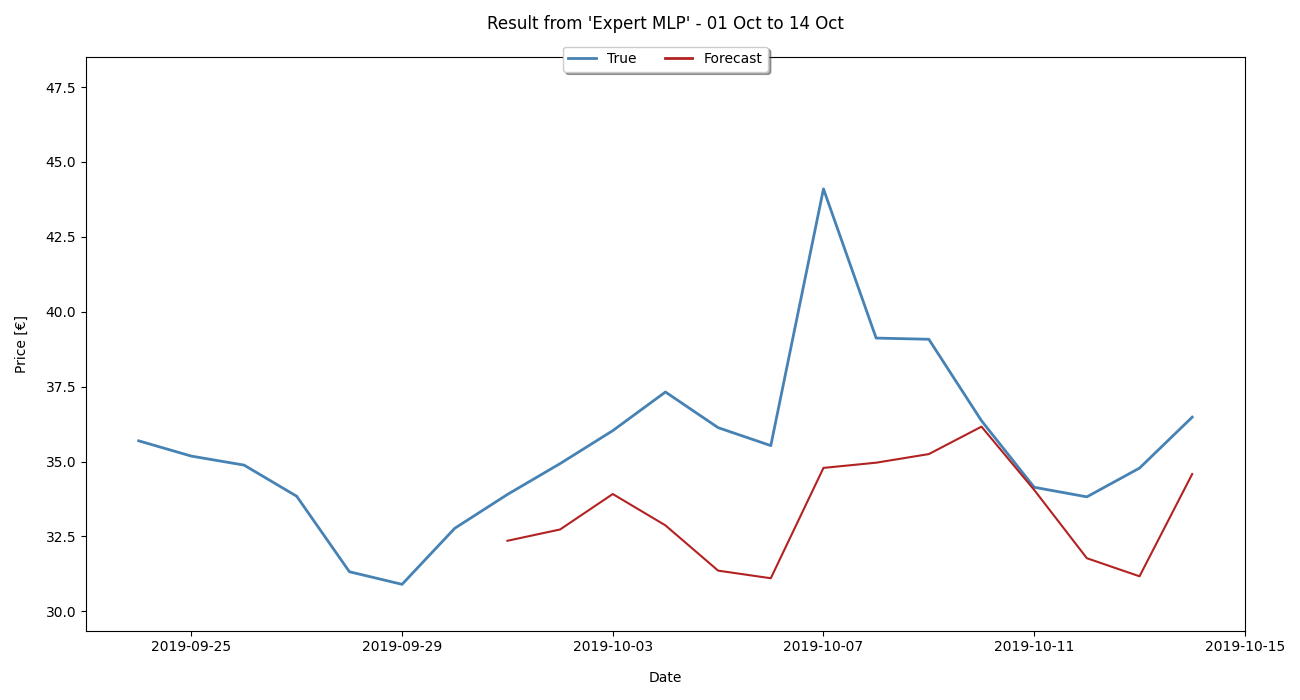 Result from 'Expert MLP' - 01 Oct to 14 Oct
True Forecast
47.5
45.0
42.5
40.0
37.5
35.0
32.5
30.0
Price [€]
2019-09-25 2019-09-29 2019-10-03 2019-10-07 2019-10-11 2019-10-15
Date